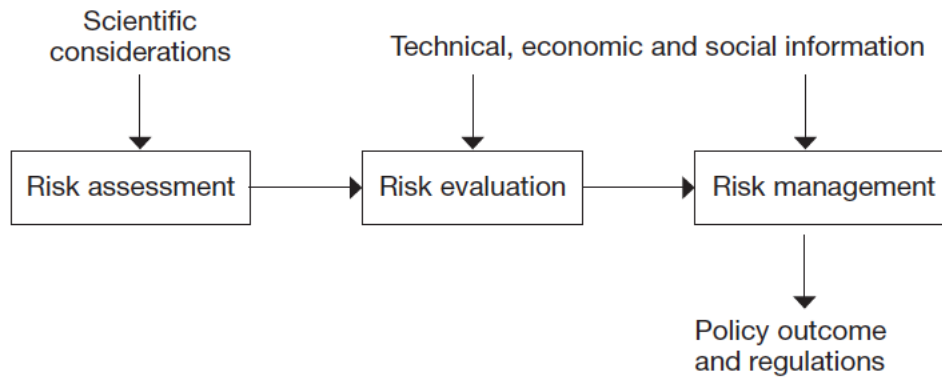 Scientific
considerations
Technical, economic and social information
Risk assessment
Risk evaluation
Risk management
Policy outcome
and regulations